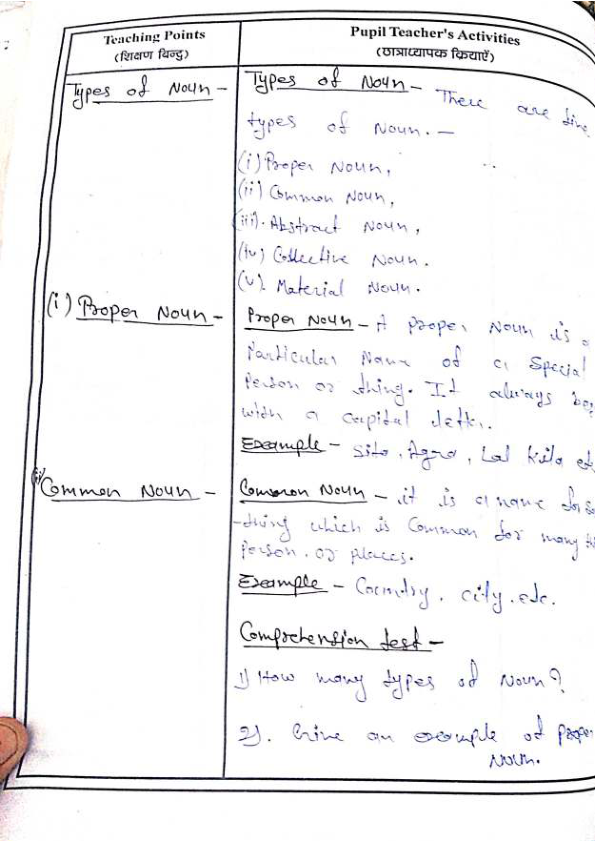 Teaching Points
(शिक्षण बिन्दु)
Pupil Teacher's Activities
(छात्राध्यापक क्रियाएँ)
Types of Noun -
Types of Noun - There are five
types of Noun. -
(i) Proper Noun,
(ii) Common Noun,
(iii). Abstract Noun,
(iv) Collective Noun.
(v). Material Noun.
(i) Proper Noun -
Proper Noun - A proper Noun is a
Particular Name of a Special
Person or thing. It always be
with a capital
Example - Sita, Agra, Lal Kila etc
(ii) Common Noun -
Common Noun - it is a name for so
-thing which is Common for many
Person. or places.
Example - Country. city. etc.
Comprehension test -
1) How many types of Noun?
2). Give an example of proper
Noun.